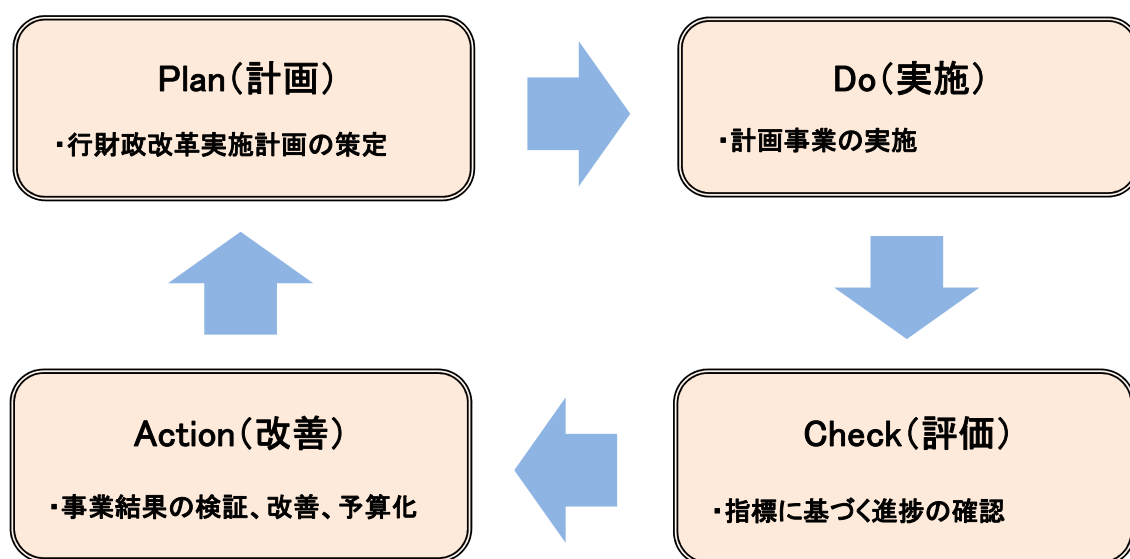 Plan(計画)
・行財政改革実施計画の策定
Do(実施)
・計画事業の実施
Action(改善)
・事業結果の検証、改善、予算化
Check(評価)
・指標に基づく進捗の確認